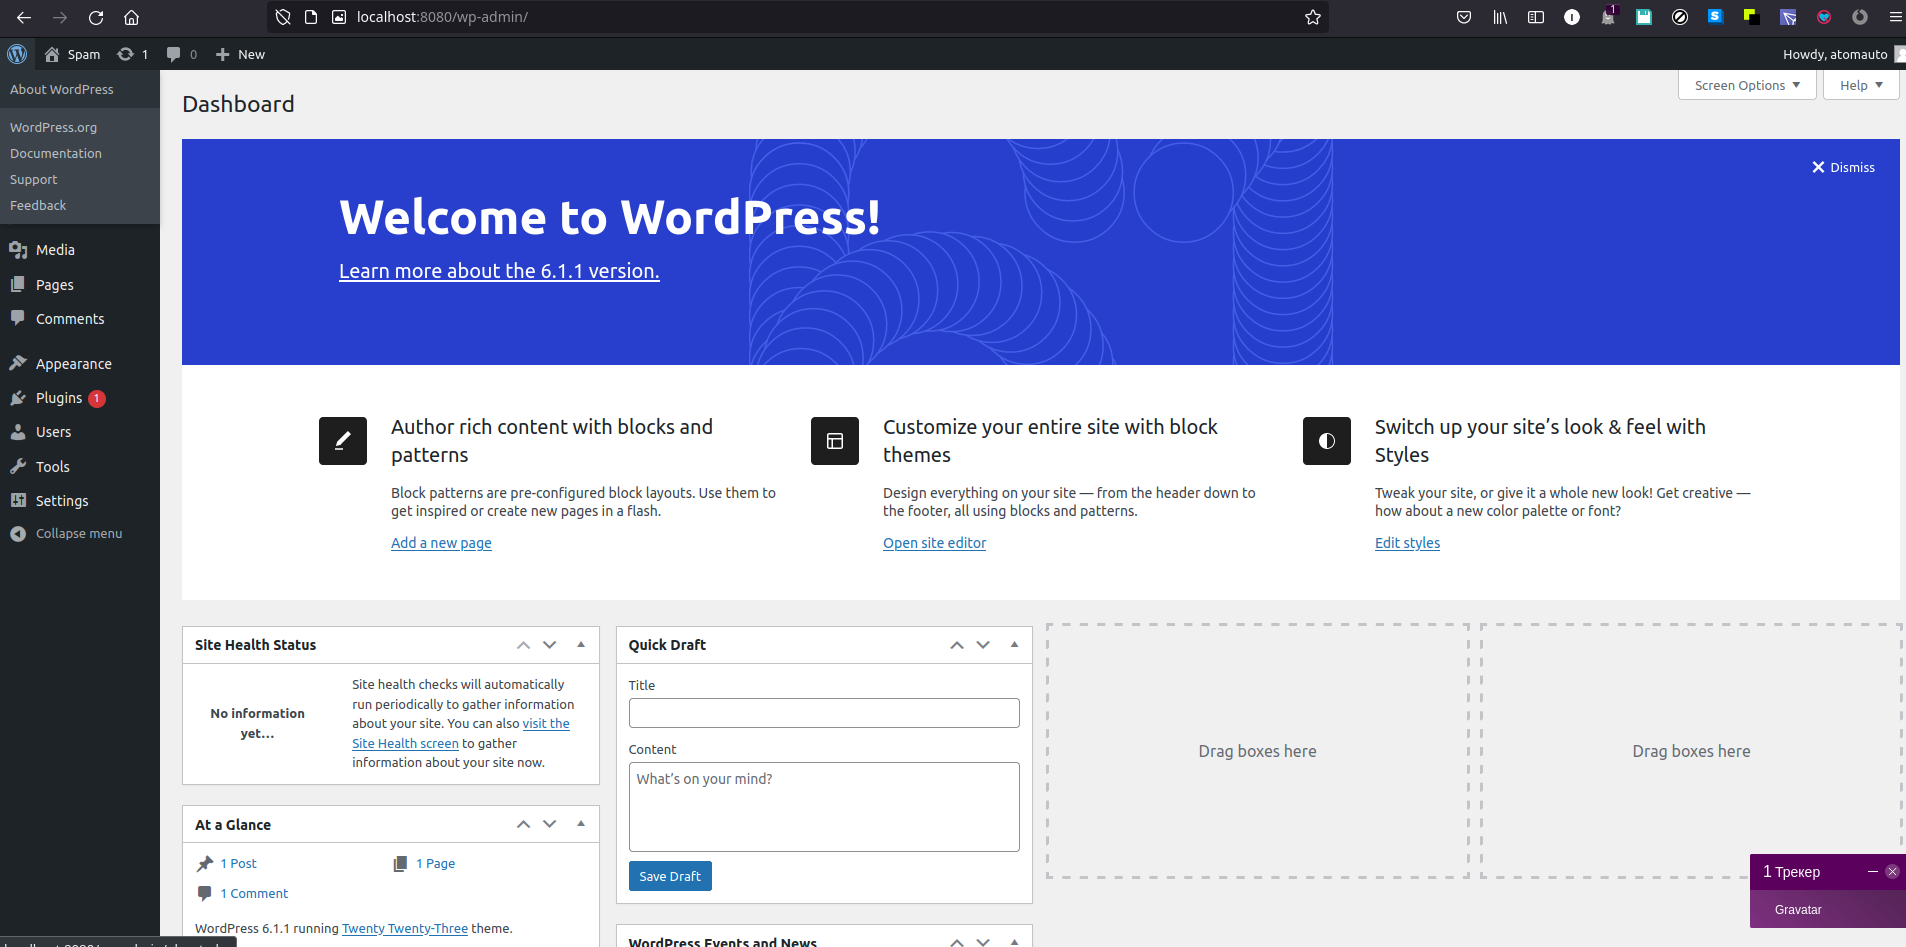 localhost:8080/wp-admin/
1
Spam
1
0
New
Howdy, atomauto
About WordPress
WordPress.org
Documentation
Support
Feedback
Media
Pages
Comments
Appearance
Plugins 1
Users
Tools
Settings
Collapse menu
Dashboard
Screen Options
Help
Dismiss
Welcome to WordPress!
Learn more about the 6.1.1 version.
Author rich content with blocks and
patterns
Block patterns are pre-configured block layouts. Use them to
get inspired or create new pages in a flash.
Add a new page
Customize your entire site with block
themes
Design everything on your site — from the header down to
the footer, all using blocks and patterns.
Open site editor
Switch up your site’s look & feel with
Styles
Tweak your site, or give it a whole new look! Get creative —
how about a new color palette or font?
Edit styles
Site Health Status
No information
yet…
Site health checks will automatically
run periodically to gather information
about your site. You can also visit the
Site Health screen to gather
information about your site now.
At a Glance
1 Post
1 Page
1 Comment
WordPress 6.1.1 running Twenty Twenty-Three theme.
Quick Draft
Title
Content
What’s on your mind?
Save Draft
WordPress Events and News
Drag boxes here
Drag boxes here
1 Трекер
Gravatar